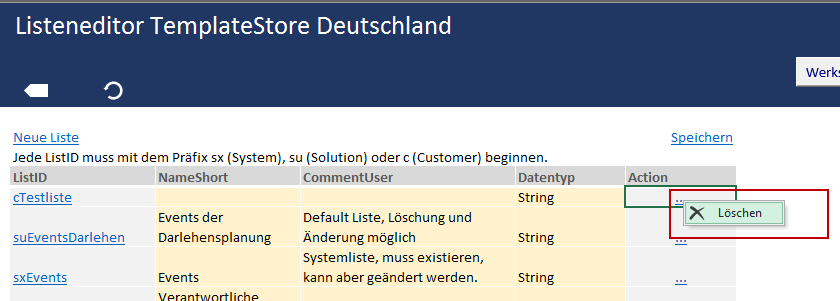 Listeneditor TemplateStore Deutschland
Werks
Neue Liste
Speichern
Jede ListID muss mit dem Präfix sx (System), su (Solution) oder c (Customer) beginnen.
ListID NameShort CommentUser Datentyp Action
cTestliste String ...
Löschen
Events der Default Liste, Löschung und
suEventsDarlehen Darlehensplanung Änderung möglich String ...
Systemliste, muss existieren,
sxEvents Events kann aber geändert werden. String ...
Verantwortliche